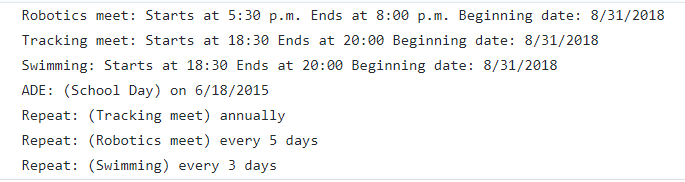 Robotics meet: Starts at 5:30 p.m. Ends at 8:00 p.m. Beginning date: 8/31/2018
Tracking meet: Starts at 18:30 Ends at 20:00 Beginning date: 8/31/2018
Swimming: Starts at 18:30 Ends at 20:00 Beginning date: 8/31/2018
ADE: (School Day) on 6/18/2015
Repeat: (Tracking meet) annually
Repeat: (Robotics meet) every 5 days
Repeat: (Swimming) every 3 days